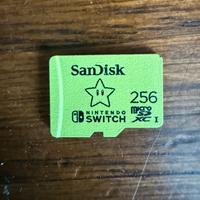 SanDisk
256
NINTENDO
SWITCH
micro
SD
XC I